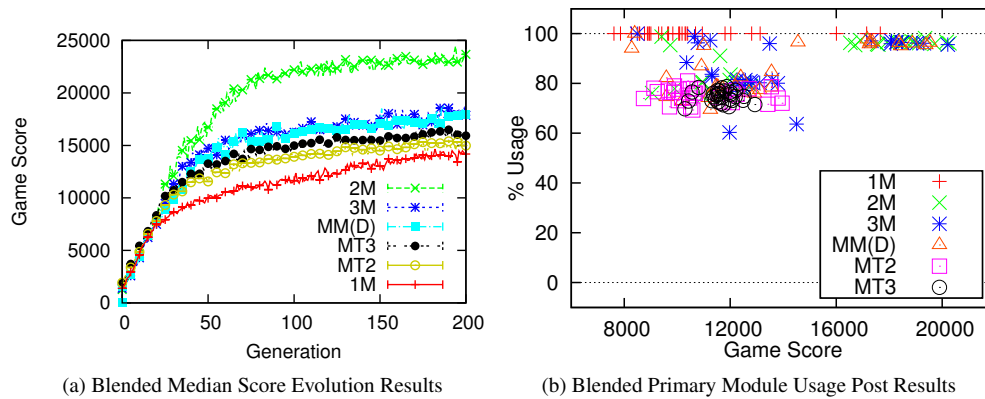 25000
20000
15000
10000
5000
0
Game Score
0 50 100 150 200
Generation
2M
3M
MM(D)
MT3
MT2
1M
(a) Blended Median Score Evolution Results
100
80
60
40
20
0
% Usage
8000 12000 16000 20000
Game Score
1M
2M
3M
MM(D)
MT2
MT3
(b) Blended Primary Module Usage Post Results